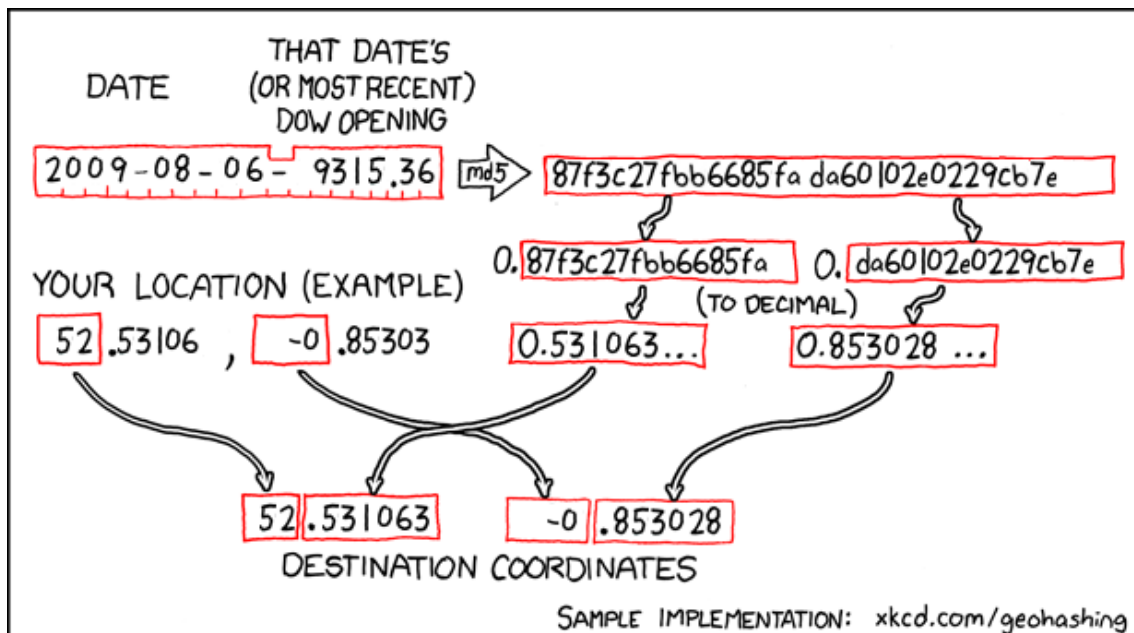 DATE
THAT DATE'S
(OR MOST RECENT)
DOW OPENING
2009-08-06- 9315.36
md5
87f3c27fbb6685fa da60102e0229cb7e
0.87f3c27fbb6685fa
0.da60102e0229cb7e
YOUR LOCATION (EXAMPLE)
(TO DECIMAL)
52.53106 , -0.85303
0.531063...
0.853028 ...
52.531063
-0.853028
DESTINATION COORDINATES
SAMPLE IMPLEMENTATION: xkcd.com/geohashing